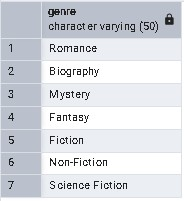 genre
character varying (50)
1 Romance
2 Biography
3 Mystery
4 Fantasy
5 Fiction
6 Non-Fiction
7 Science Fiction